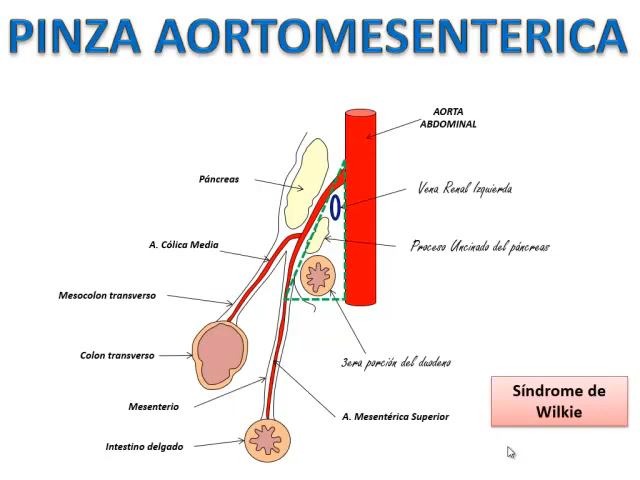 PINZA AORTOMESENTERICA
AORTA
ABDOMINAL
Páncreas
Vena Renal Izquierda
A. Cólica Media
Proceso Uncinado del páncreas
Mesocolon transverso
Colon transverso
3era porción del duodeno
Mesenterio
A. Mesentérica Superior
Intestino delgado
Síndrome de
Wilkie